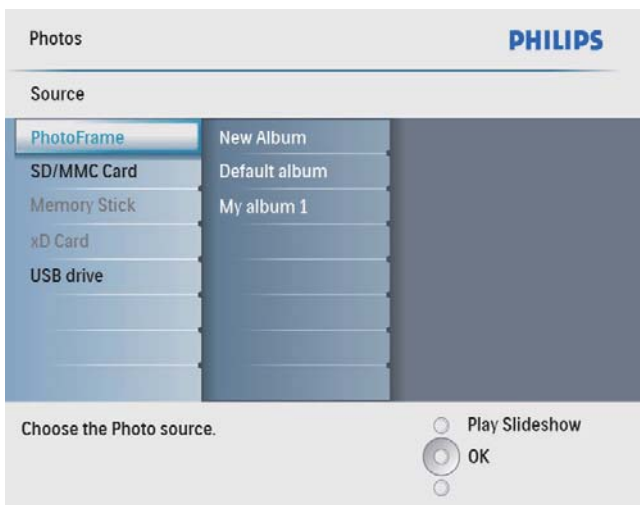 Photos
PHILIPS
Source
PhotoFrame
SD/MMC Card
Memory Stick
xD Card
USB drive
New Album
Default album
My album 1
Choose the Photo source.
Play Slideshow
OK